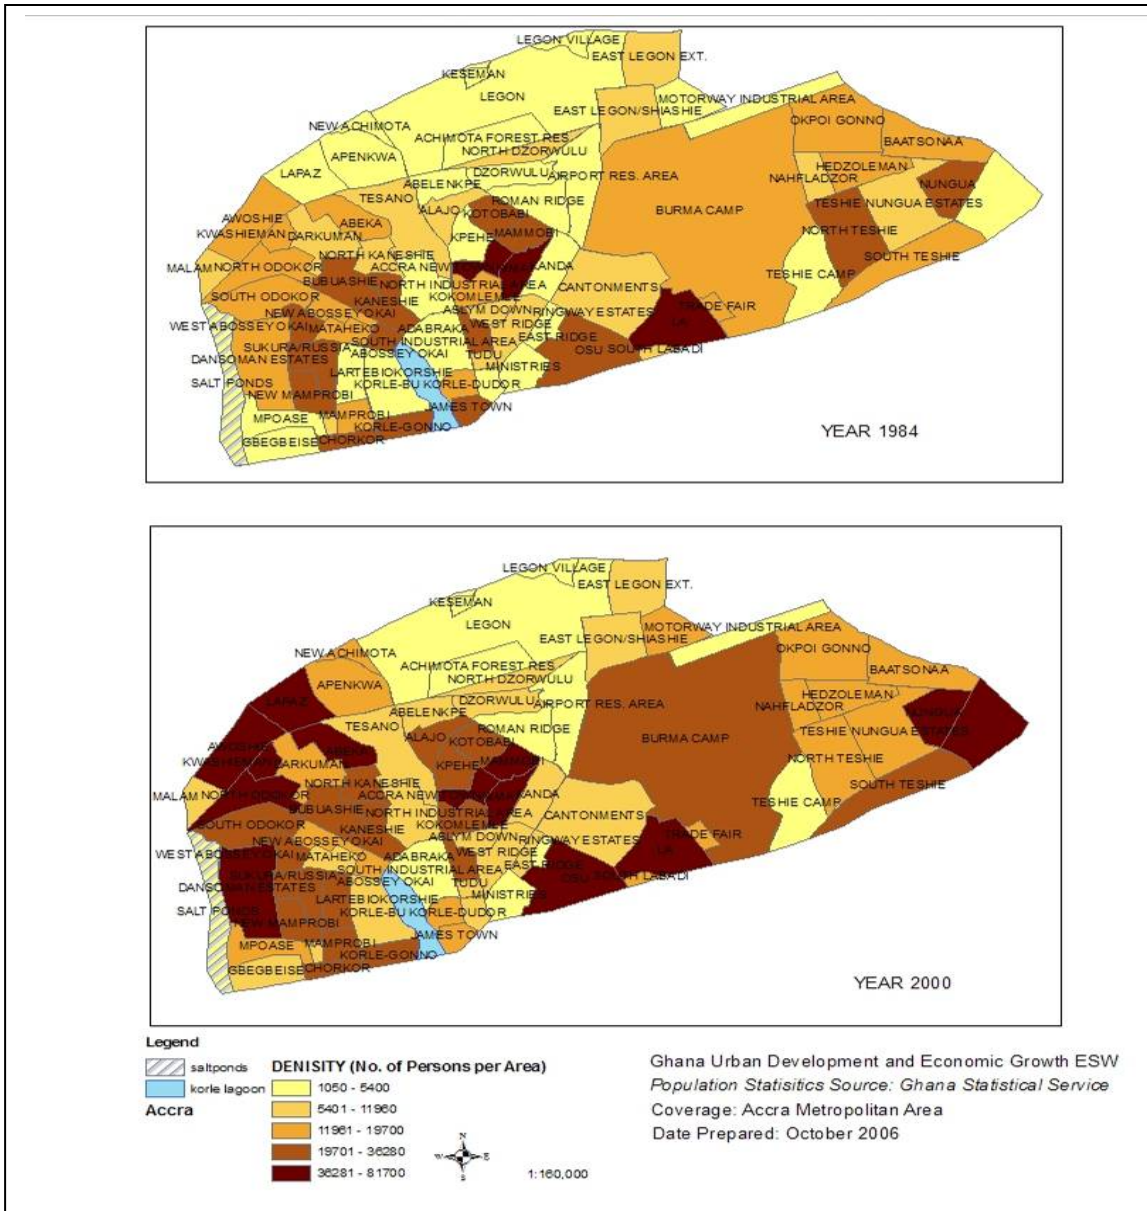 LEGON VILLAGE
EAST LEGON EXT.
KESEMAN
LEGON
MOTORWAY INDUSTRIAL AREA
EAST LEGON/SHIASHIE
OKPOI GONNO
NEW ACHIMOTA
ACHIMOTA FOREST RES.
BAATSONAA
NORTH DZORWULU
APENKWA
HEDZOLEMAN
LAPAZ
DZORWULU
AIRPORT RES. AREA
NAHFLADZOR
ABELENKPE
NUNGUA
TESANO
ROMAN RIDGE
TESHIE NUNGUA ESTATES
ALAJO
KOTOBABI
BURMA CAMP
AWOSHIE
ABEKA
KWASHIEMAN
DARKUMAN
KPEHE
MAMMOBI
NORTH TESHIE
NORTH KANESHIE
SOUTH TESHIE
MALAM
NORTH ODOKOR
ACCRA NEW
KANDA
TESHIE CAMP
BUBUASHIE
NORTH INDUSTRIAL AREA
CANTONMENTS
SOUTH ODOKOR
KANESHIE
KOKOMLEMLE
TRADE FAIR
NEW ABOSSEY OKAI
ASLYM DOWN
RINGWAY ESTATES
WEST ABOSSEY OKAI
MATAHEKO
ADABRAKA
WEST RIDGE
EAST RIDGE
SOUTH INDUSTRIAL AREA
SUKURA/RUSSIA
ABOSSEY OKAI
TUDU
OSU
SOUTH LABADI
DANSOMAN ESTATES
MINISTRIES
LARTEBIOKORSHIE
SALT PONDS
KORLE-BU
KORLE-DUDOR
NEW MAMPROBI
JAMES TOWN
MPOASE
MAMPROBI
KORLE-GONNO
GBEGBEISE
CHORKOR
YEAR 1984
LEGON VILLAGE
EAST LEGON EXT.
KESEMAN
LEGON
MOTORWAY INDUSTRIAL AREA
EAST LEGON/SHIASHIE
OKPOI GONNO
NEW ACHIMOTA
ACHIMOTA FOREST RES.
BAATSONAA
NORTH DZORWULU
APENKWA
HEDZOLEMAN
LAPAZ
DZORWULU
AIRPORT RES. AREA
NAHFLADZOR
ABELENKPE
NUNGUA
TESANO
ROMAN RIDGE
TESHIE NUNGUA ESTATES
ALAJO
KOTOBABI
BURMA CAMP
AWOSHIE
ABEKA
KWASHIEMAN
DARKUMAN
KPEHE
MAMMOBI
NORTH TESHIE
NORTH KANESHIE
SOUTH TESHIE
MALAM
NORTH ODOKOR
ACCRA NEW
KANDA
TESHIE CAMP
BUBUASHIE
NORTH INDUSTRIAL AREA
CANTONMENTS
SOUTH ODOKOR
KANESHIE
KOKOMLEMLE
TRADE FAIR
NEW ABOSSEY OKAI
ASLYM DOWN
RINGWAY ESTATES
WEST ABOSSEY OKAI
MATAHEKO
ADABRAKA
WEST RIDGE
EAST RIDGE
SOUTH INDUSTRIAL AREA
SUKURA/RUSSIA
ABOSSEY OKAI
TUDU
OSU
SOUTH LABADI
DANSOMAN ESTATES
MINISTRIES
LARTEBIOKORSHIE
SALT PONDS
KORLE-BU
KORLE-DUDOR
NEW MAMPROBI
JAMES TOWN
MPOASE
MAMPROBI
KORLE-GONNO
GBEGBEISE
CHORKOR
YEAR 2000
Legend
saltponds
korle lagoon
Accra
DENISITY (No. of Persons per Area)
1050 - 5400
5401 - 11960
11961 - 19700
19701 - 36280
36281 - 81700
N
W
E
S
1:160,000
Ghana Urban Development and Economic Growth ESW
Population Statisitics Source: Ghana Statistical Service
Coverage: Accra Metropolitan Area
Date Prepared: October 2006